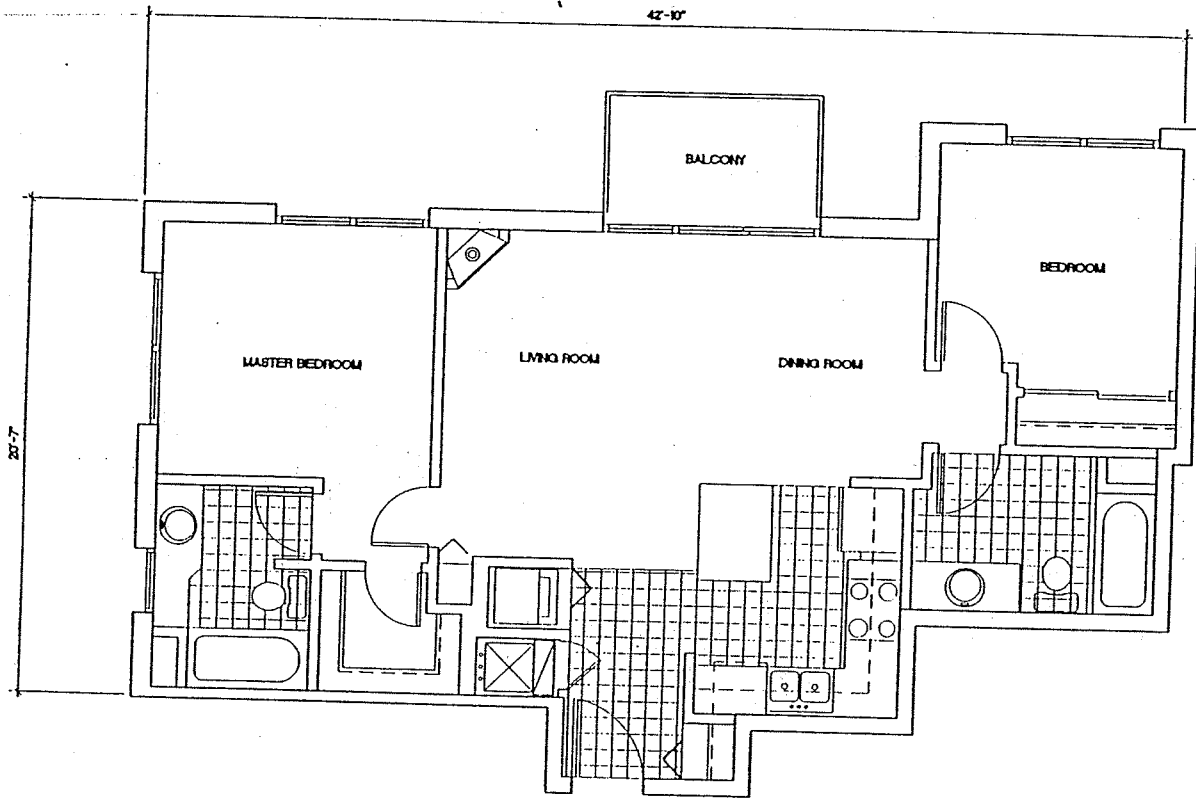 42'-10"
BALCONY
BEDROOM
MASTER BEDROOM
LIVING ROOM
DINING ROOM
20'-7"